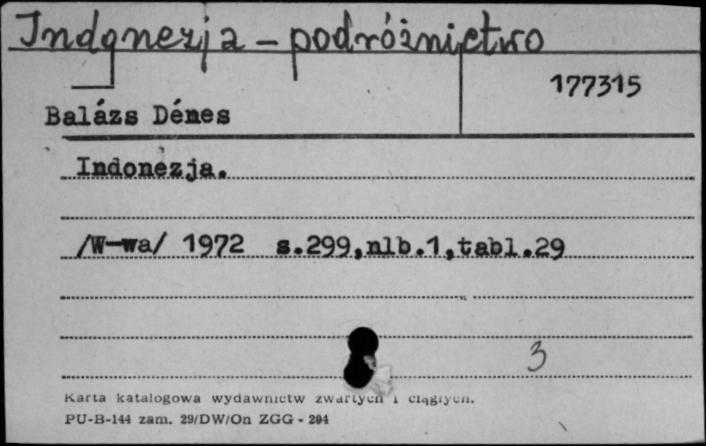 Indonezja - podróżnictwo
177315
Balázs Dénes
Indonezja.
/W-wa/ 1972 s.299,nlb.1,tabl.29
3
Karta katalogowa wydawnictw zwartych i ciągłych.
PU-B-144 zam. 29/DW/On ZGG - 204